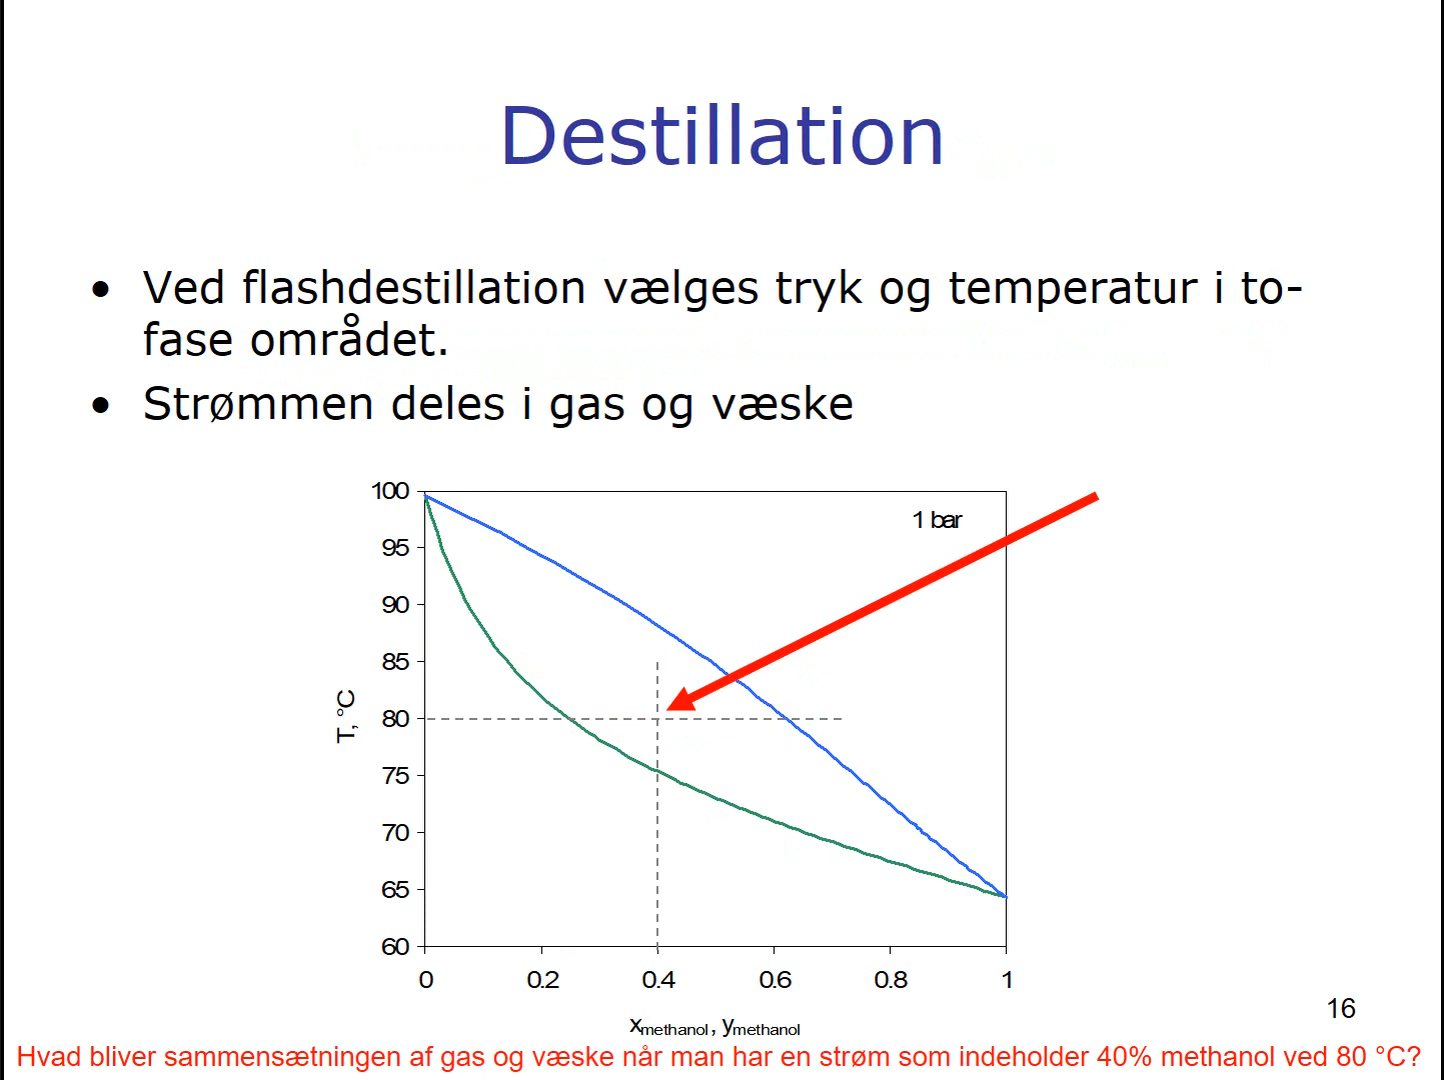 Destillation
• Ved flashdestillation vælges tryk og temperatur i to-
fase området.
• Strømmen deles i gas og væske
100
1 bar
95
90
85
80
T, °C
75
70
65
60
0 0.2 0.4 0.6 0.8 1
16
xmethanol, ymethanol
Hvad bliver sammensætningen af gas og væske når man har en strøm som indeholder 40% methanol ved 80 °C?